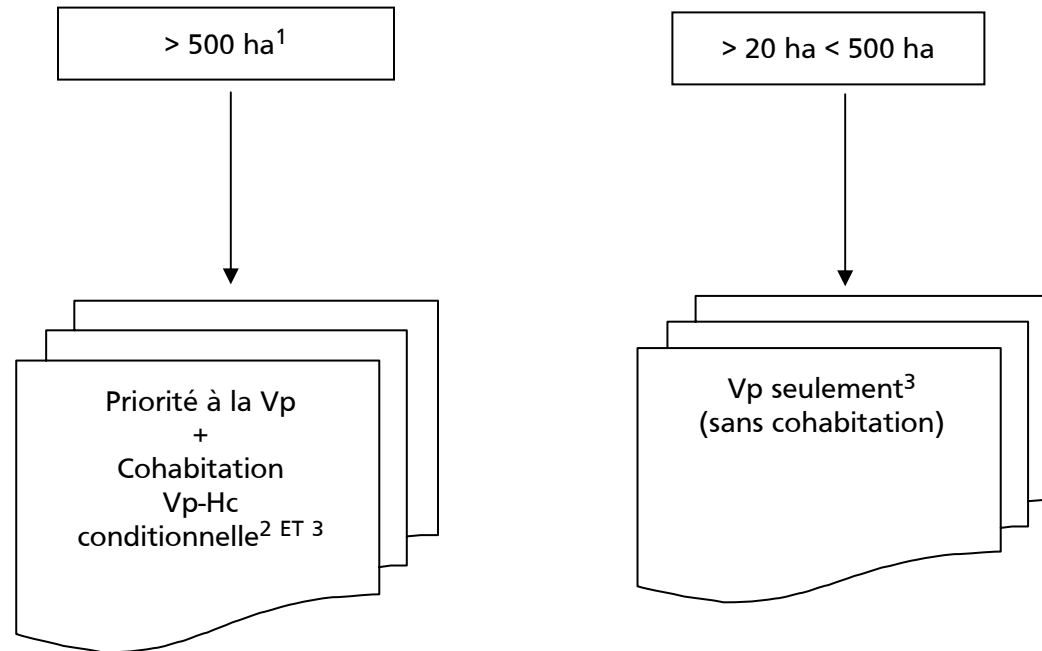 > 500 ha¹
> 20 ha < 500 ha
Priorité à la Vp
+
Cohabitation
Vp-Hc
conditionnelle² ᴱᵀ ³
Vp seulement³
(sans cohabitation)